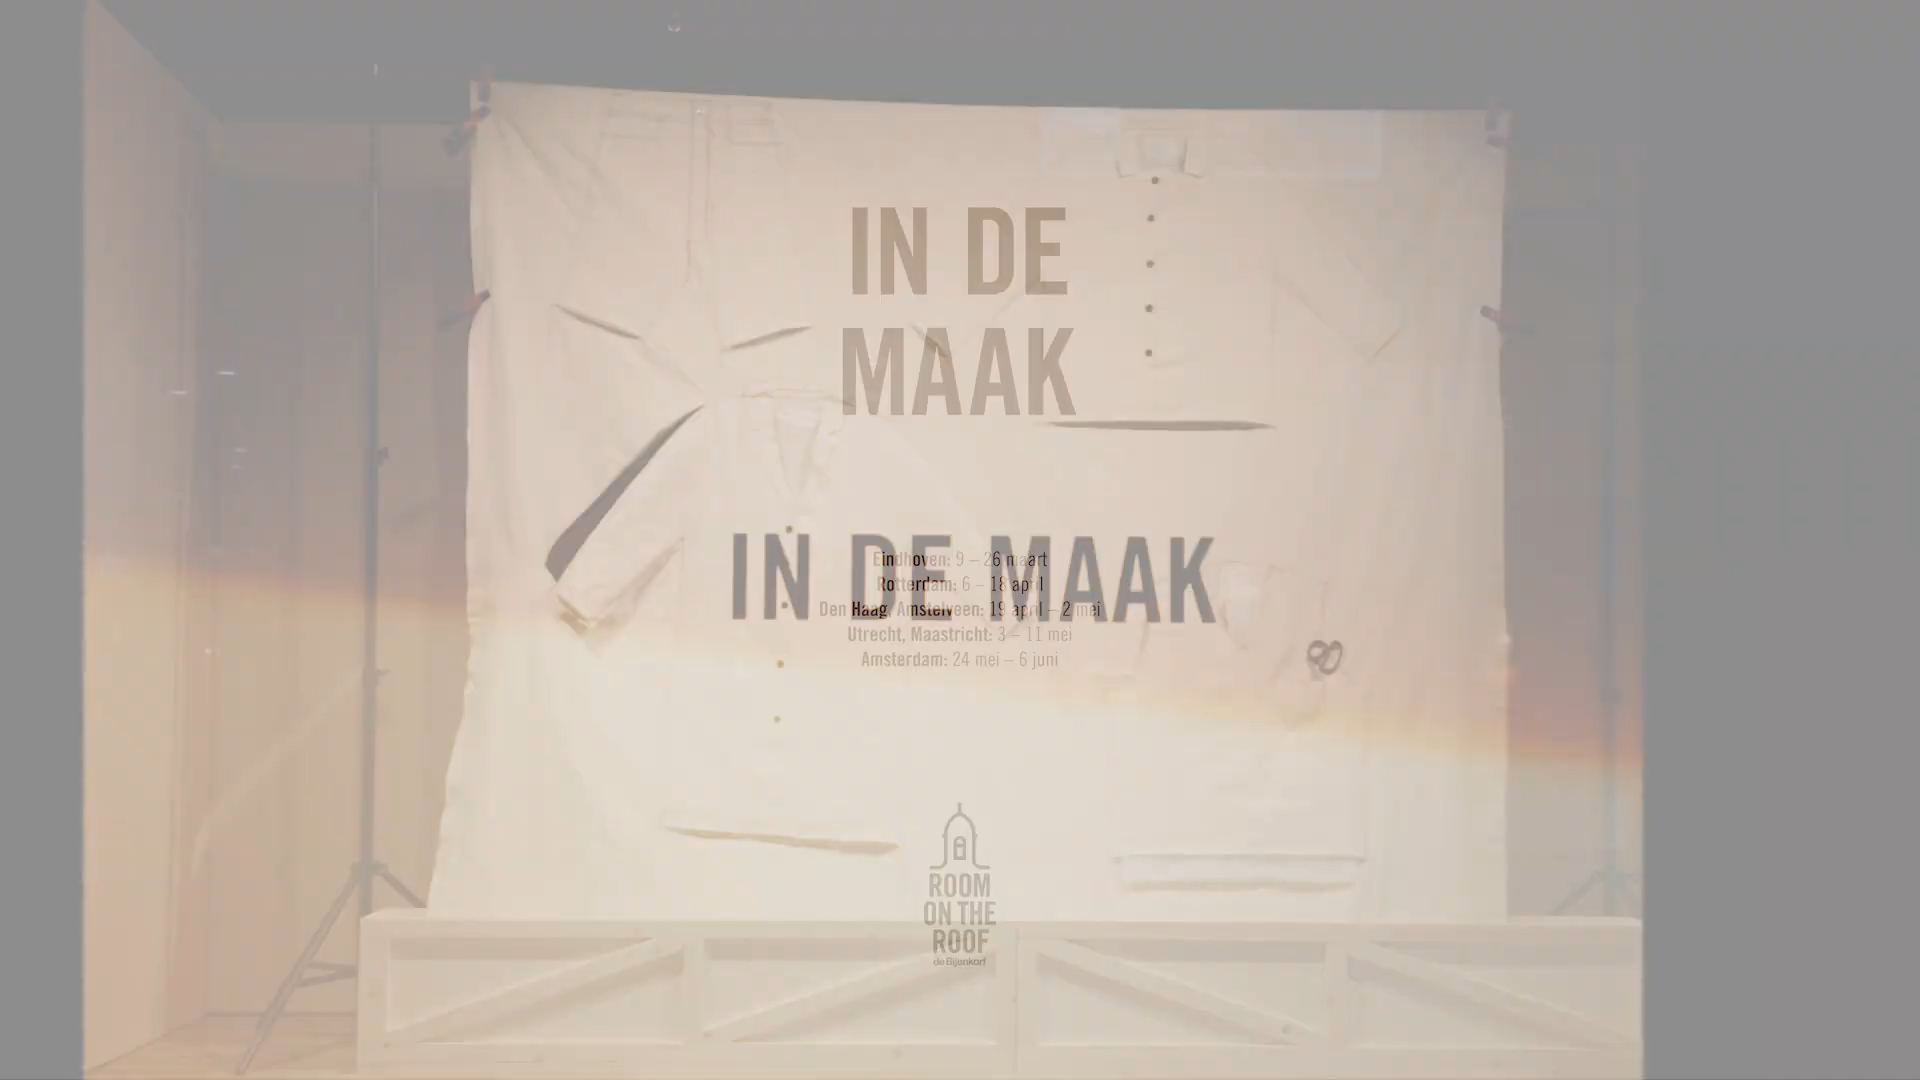 IN DE
MAAK
IN DE MAAK
Eindhoven: 9 – 26 maart
Rotterdam: 6 – 18 april
Den Haag, Amstelveen: 19 april – 2 mei
Utrecht, Maastricht: 3 – 11 mei
Amsterdam: 24 mei – 6 juni
ROOM
ON THE
ROOF
de Bijenkorf